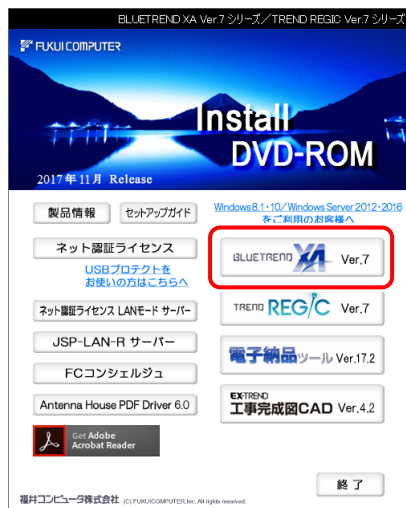 BLUETREND XA Ver.7 シリーズ／TREND REGIC Ver.7 シリーズ
FUKUI COMPUTER
Install
DVD-ROM
2017年11月 Release
製品情報
セットアップガイド
Windows8.1・10／Windows Server 2012・2016
をご利用のお客様へ
ネット認証ライセンス
USBプロテクトを
お使いの方はこちらへ
BLUETREND XA Ver.7
ネット認証ライセンス LANモード サーバー
TREND REGIC Ver.7
JSP-LAN-R サーバー
電子納品ツール Ver.17.2
FCコンシェルジュ
Antenna House PDF Driver 6.0
EX-TREND
工事完成図CAD Ver.4.2
Get Adobe
Acrobat Reader
終了
福井コンピュータ株式会社 (C) FUKUICOMPUTER,Inc. All rights reserved.